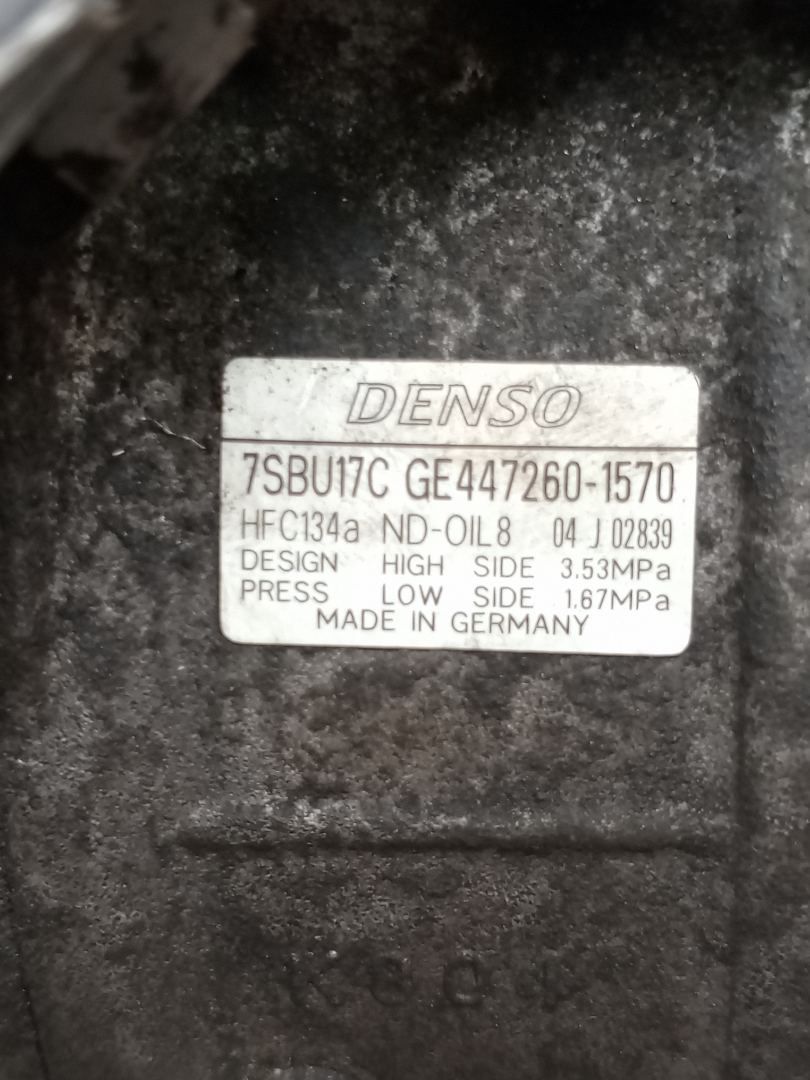 DENSO
7SBU17C GE447260-1570
HFC134a ND-OIL8 04 J 02839
DESIGN HIGH SIDE 3.53MPa
PRESS LOW SIDE 1.67MPa
MADE IN GERMANY